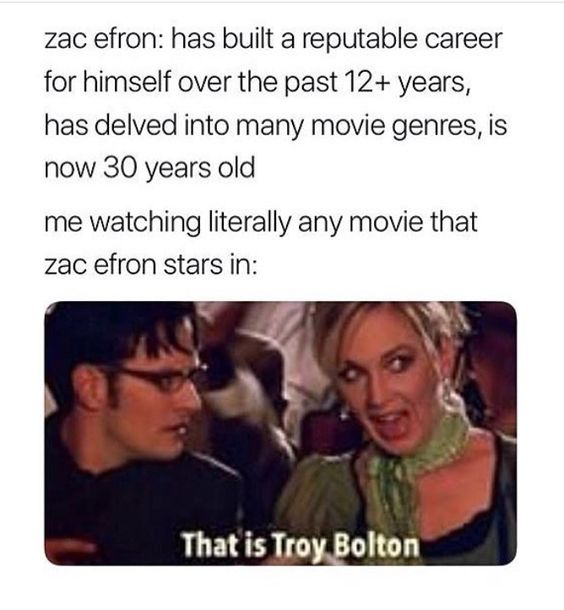 zac efron: has built a reputable career
for himself over the past 12+ years,
has delved into many movie genres, is
now 30 years old
me watching literally any movie that
zac efron stars in:
That is Troy Bolton